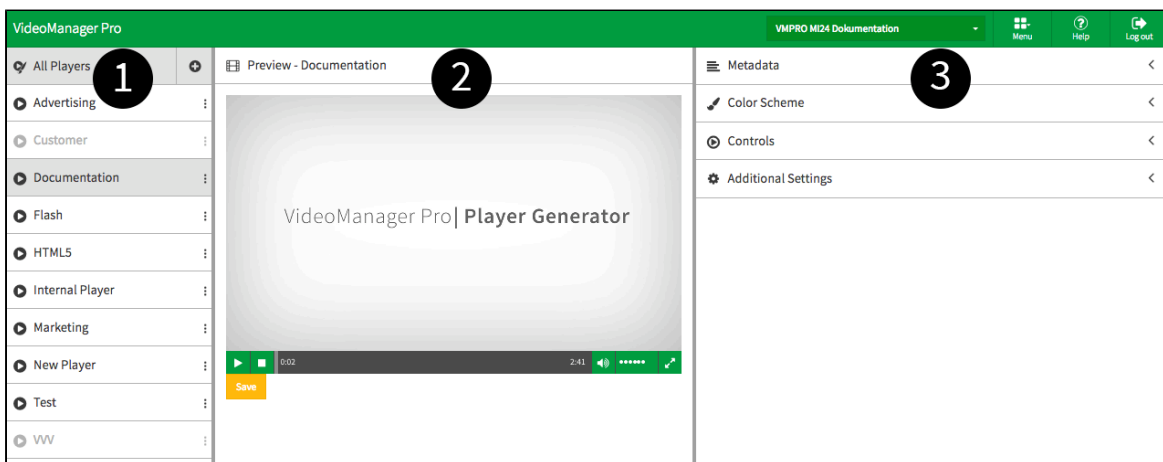 VideoManager Pro
VMPRO MI24 Dokumentation
Menu
Help
Log out
All Players
1
Advertising
Customer
Documentation
Flash
HTML5
Internal Player
Marketing
New Player
Test
VVV
Preview - Documentation
2
VideoManager Pro| Player Generator
0:02
2:41
Save
Metadata
3
Color Scheme
Controls
Additional Settings